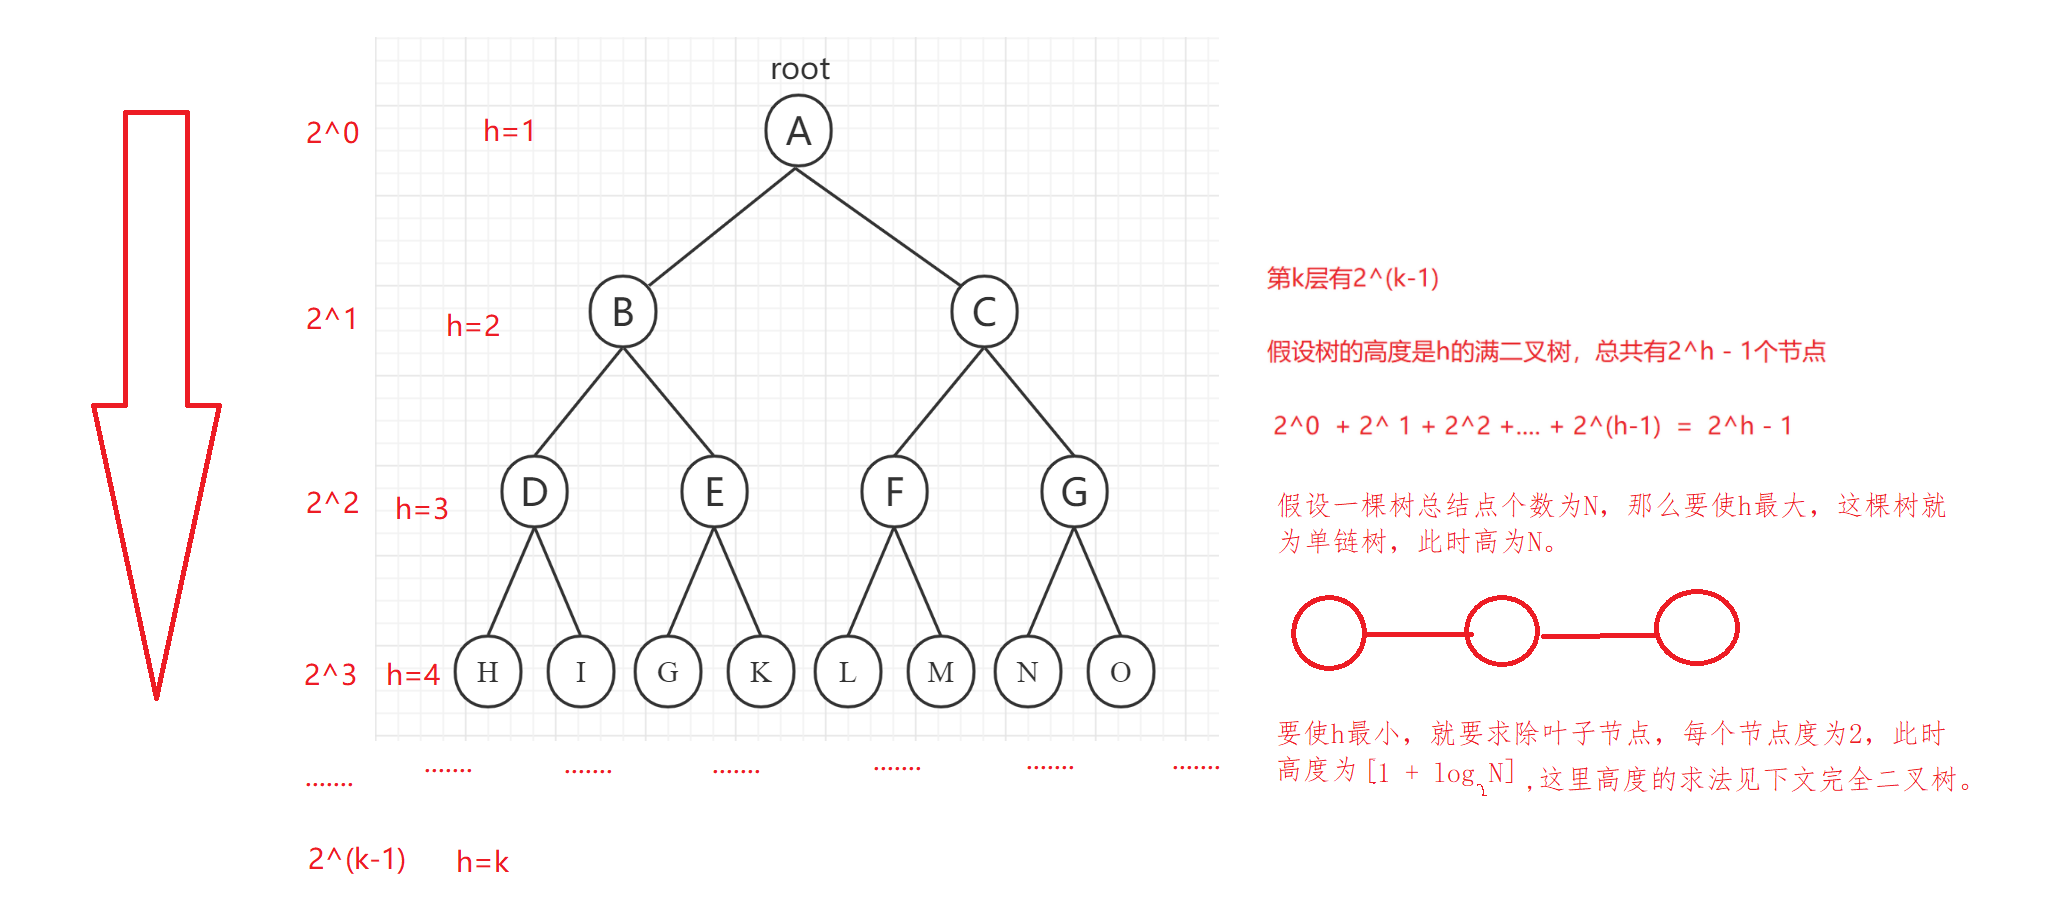 root
2^0 h=1 A
2^1 h=2 B C
2^2 h=3 D E F G
2^3 h=4 H I G K L M N O
....... ....... ....... ....... ....... ....... .......
2^(k-1) h=k
第k层有2^(k-1)
假设树的高度是h的满二叉树，总共有2^h - 1个节点
2^0 + 2^ 1 + 2^2 +.... + 2^(h-1) = 2^h - 1
假设一棵树总结点个数为N，那么要使h最大，这棵树就
为单链树，此时高为N。
要使h最小，就要求除叶子节点，每个节点度为2，此时
高度为[1 + log₂N] ,这里高度的求法见下文完全二叉树。